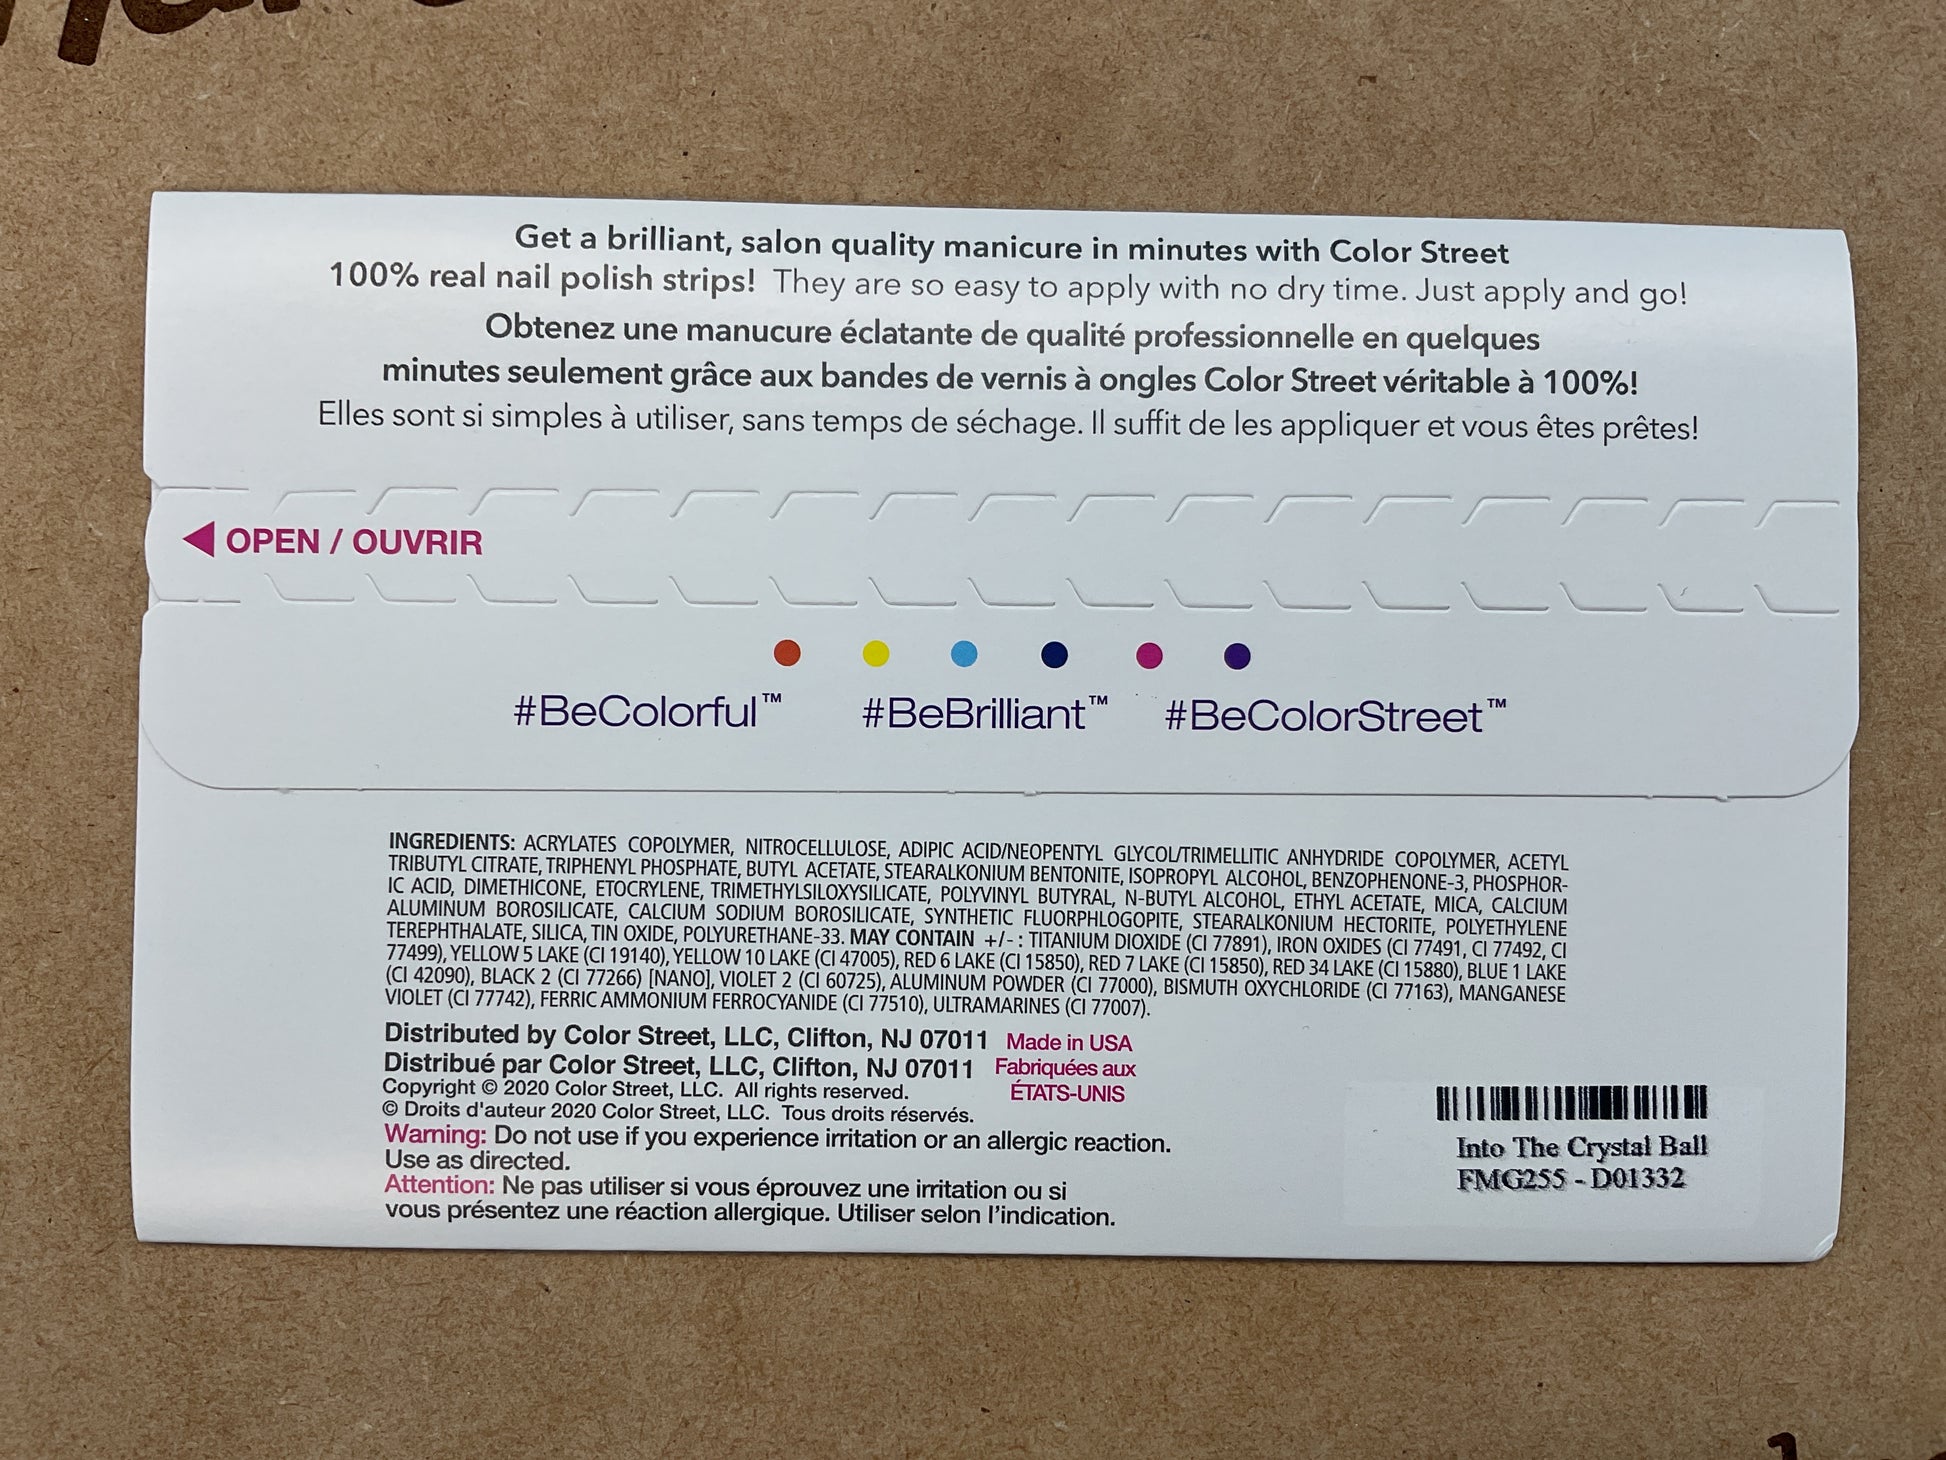 Get a brilliant, salon quality manicure in minutes with Color Street
100% real nail polish strips! They are so easy to apply with no dry time. Just apply and go!
Obtenez une manucure éclatante de qualité professionnelle en quelques
minutes seulement grâce aux bandes de vernis à ongles Color Street véritable à 100%!
Elles sont si simples à utiliser, sans temps de séchage. Il suffit de les appliquer et vous êtes prêtes!
OPEN / OUVRIR
#BeColorful™ #BeBrilliant™ #BeColorStreet™
INGREDIENTS: ACRYLATES COPOLYMER, NITROCELLULOSE, ADIPIC ACID/NEOPENTYL GLYCOL/TRIMELLITIC ANHYDRIDE COPOLYMER, ACETYL
TRIBUTYL CITRATE, TRIPHENYL PHOSPHATE, BUTYL ACETATE, STEARALKONIUM BENTONITE, ISOPROPYL ALCOHOL, BENZOPHENONE-3, PHOSPHOR-
IC ACID, DIMETHICONE, ETOCRYLENE, TRIMETHYLSILOXYSILICATE, POLYVINYL BUTYRAL, N-BUTYL ALCOHOL, ETHYL ACETATE, MICA, CALCIUM
ALUMINUM BOROSILICATE, CALCIUM SODIUM BOROSILICATE, SYNTHETIC FLUORPHLOGOPITE, STEARALKONIUM HECTORITE, POLYETHYLENE
TEREPHTHALATE, SILICA, TIN OXIDE, POLYURETHANE-33. MAY CONTAIN +/- : TITANIUM DIOXIDE (CI 77891), IRON OXIDES (CI 77491, CI 77492, CI
77499), YELLOW 5 LAKE (CI 19140), YELLOW 10 LAKE (CI 47005), RED 6 LAKE (CI 15850), RED 7 LAKE (CI 15850), RED 34 LAKE (CI 15880), BLUE 1 LAKE
(CI 42090), BLACK 2 (CI 77266) [NANO], VIOLET 2 (CI 60725), ALUMINUM POWDER (CI 77000), BISMUTH OXYCHLORIDE (CI 77163), MANGANESE
VIOLET (CI 77742), FERRIC AMMONIUM FERROCYANIDE (CI 77510), ULTRAMARINES (CI 77007).
Distributed by Color Street, LLC, Clifton, NJ 07011 Made in USA
Distribué par Color Street, LLC, Clifton, NJ 07011 Fabriquées aux
ÉTATS-UNIS
Copyright © 2020 Color Street, LLC. All rights reserved.
© Droits d'auteur 2020 Color Street, LLC. Tous droits réservés.
Warning: Do not use if you experience irritation or an allergic reaction.
Use as directed.
Attention: Ne pas utiliser si vous éprouvez une irritation ou si
vous présentez une réaction allergique. Utiliser selon l'indication.
Into The Crystal Ball
FMG255 - D01332